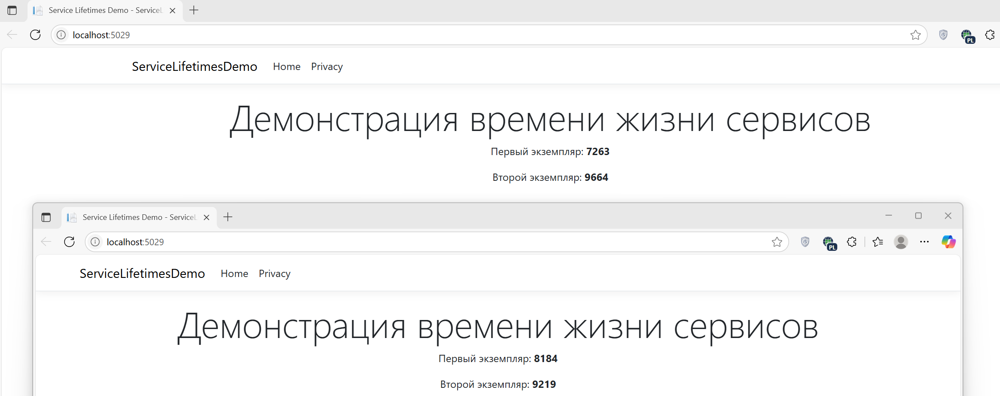 Service Lifetimes Demo - ServiceL
localhost:5029
PL
ServiceLifetimesDemo Home Privacy
Демонстрация времени жизни сервисов
Первый экземпляр: 7263
Второй экземпляр: 9664
Service Lifetimes Demo - ServiceL
localhost:5029
PL
ServiceLifetimesDemo Home Privacy
Демонстрация времени жизни сервисов
Первый экземпляр: 8184
Второй экземпляр: 9219